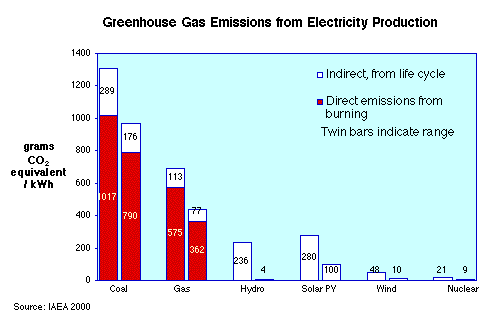 Greenhouse Gas Emissions from Electricity Production
1400
1200
1000
800
600
400
200
0
grams
CO2
equivalent
/ kWh
Indirect, from life cycle
Direct emissions from
burning
Twin bars indicate range
289
1017
176
790
113
575
77
362
236
4
280
100
48
10
21
9
Coal
Gas
Hydro
Solar PV
Wind
Nuclear
Source: IAEA 2000